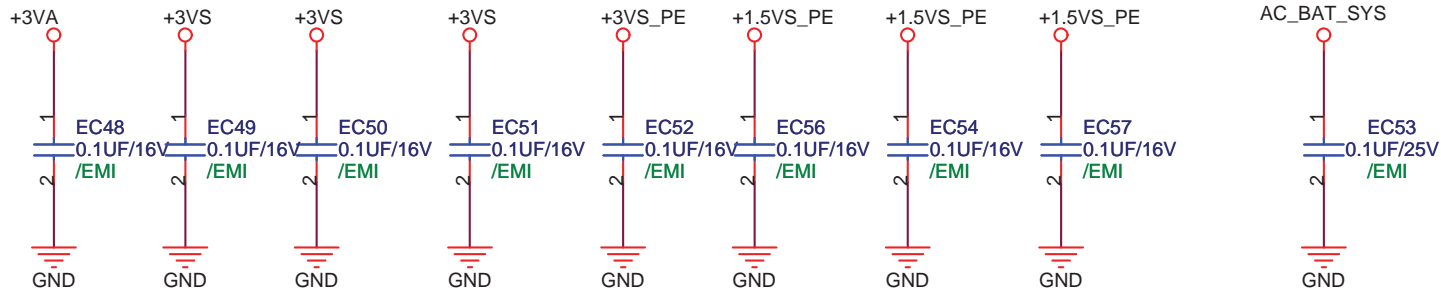 +3VA +3VS +3VS +3VS +3VS_PE +1.5VS_PE +1.5VS_PE +1.5VS_PE AC_BAT_SYS
1 1 1 1 1 1 1 1 1
EC48 EC49 EC50 EC51 EC52 EC56 EC54 EC57 EC53
0.1UF/16V 0.1UF/16V 0.1UF/16V 0.1UF/16V 0.1UF/16V 0.1UF/16V 0.1UF/16V 0.1UF/16V 0.1UF/25V
/EMI /EMI /EMI /EMI /EMI /EMI /EMI /EMI /EMI
2 2 2 2 2 2 2 2 2
GND GND GND GND GND GND GND GND GND